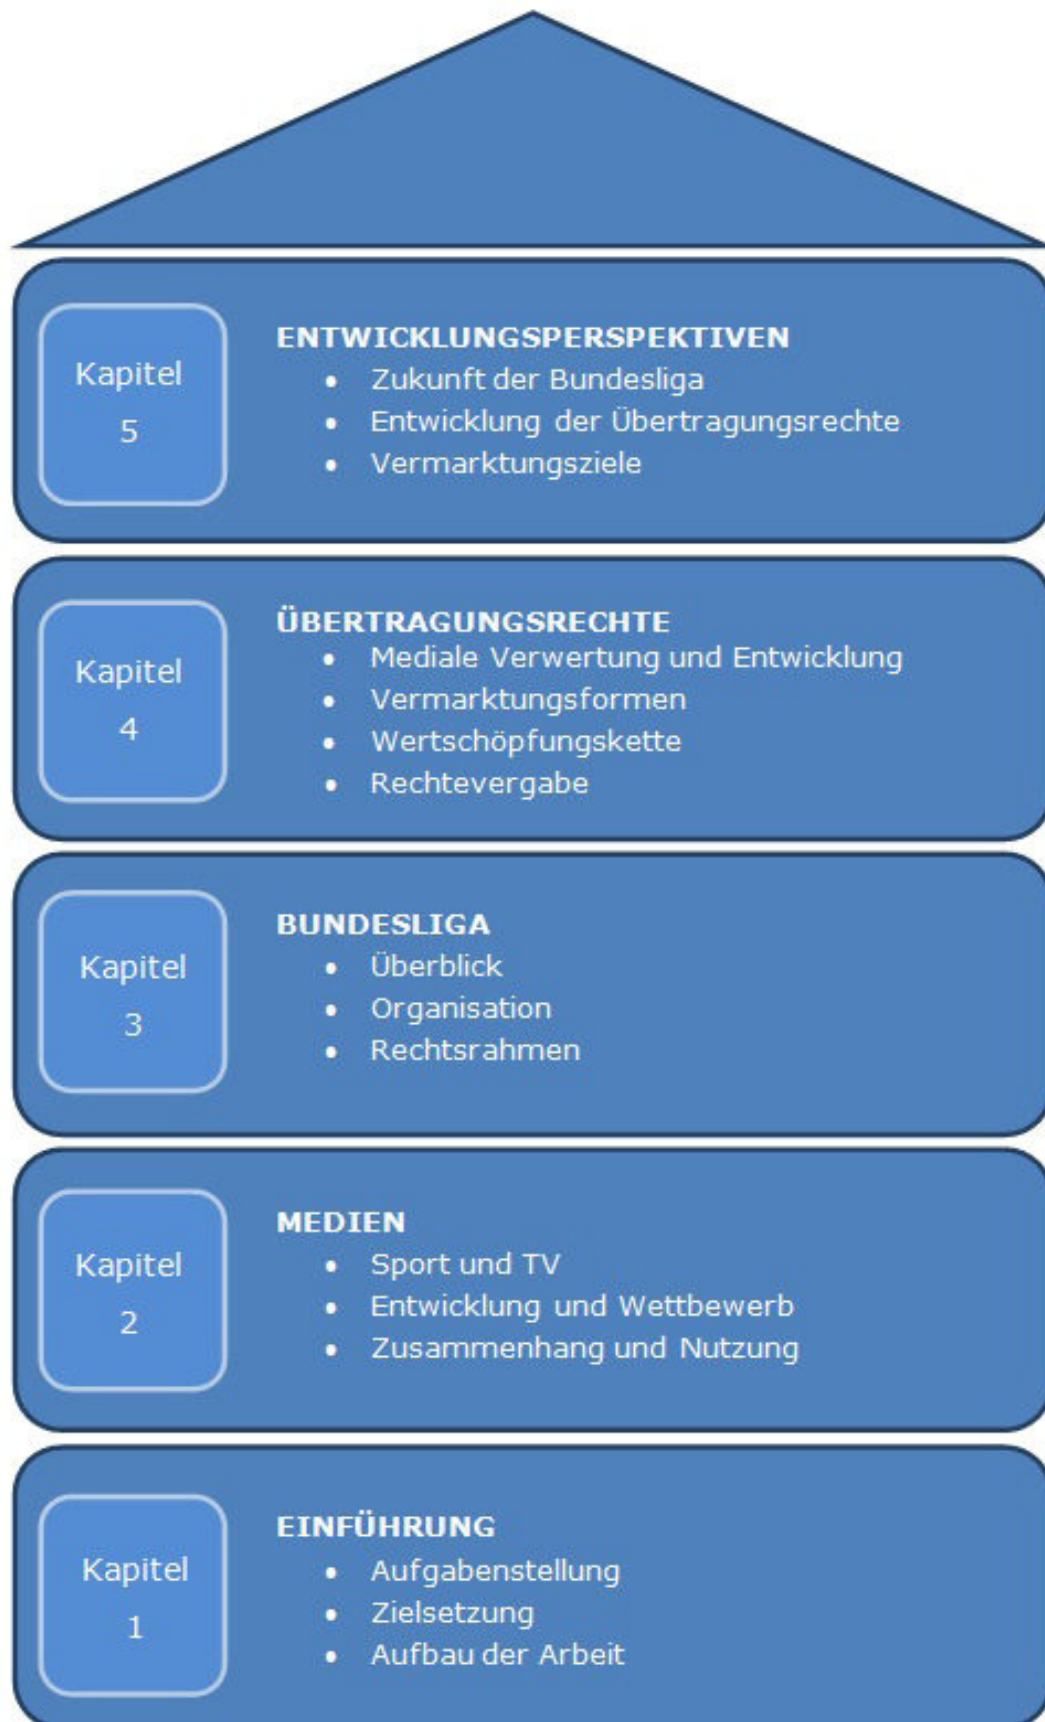 Kapitel
5
ENTWICKLUNGSPERSPEKTIVEN
• Zukunft der Bundesliga
• Entwicklung der Übertragungsrechte
• Vermarktungsziele
Kapitel
4
ÜBERTRAGUNGSRECHTE
• Mediale Verwertung und Entwicklung
• Vermarktungsformen
• Wertschöpfungskette
• Rechtevergabe
Kapitel
3
BUNDESLIGA
• Überblick
• Organisation
• Rechtsrahmen
Kapitel
2
MEDIEN
• Sport und TV
• Entwicklung und Wettbewerb
• Zusammenhang und Nutzung
Kapitel
1
EINFÜHRUNG
• Aufgabenstellung
• Zielsetzung
• Aufbau der Arbeit